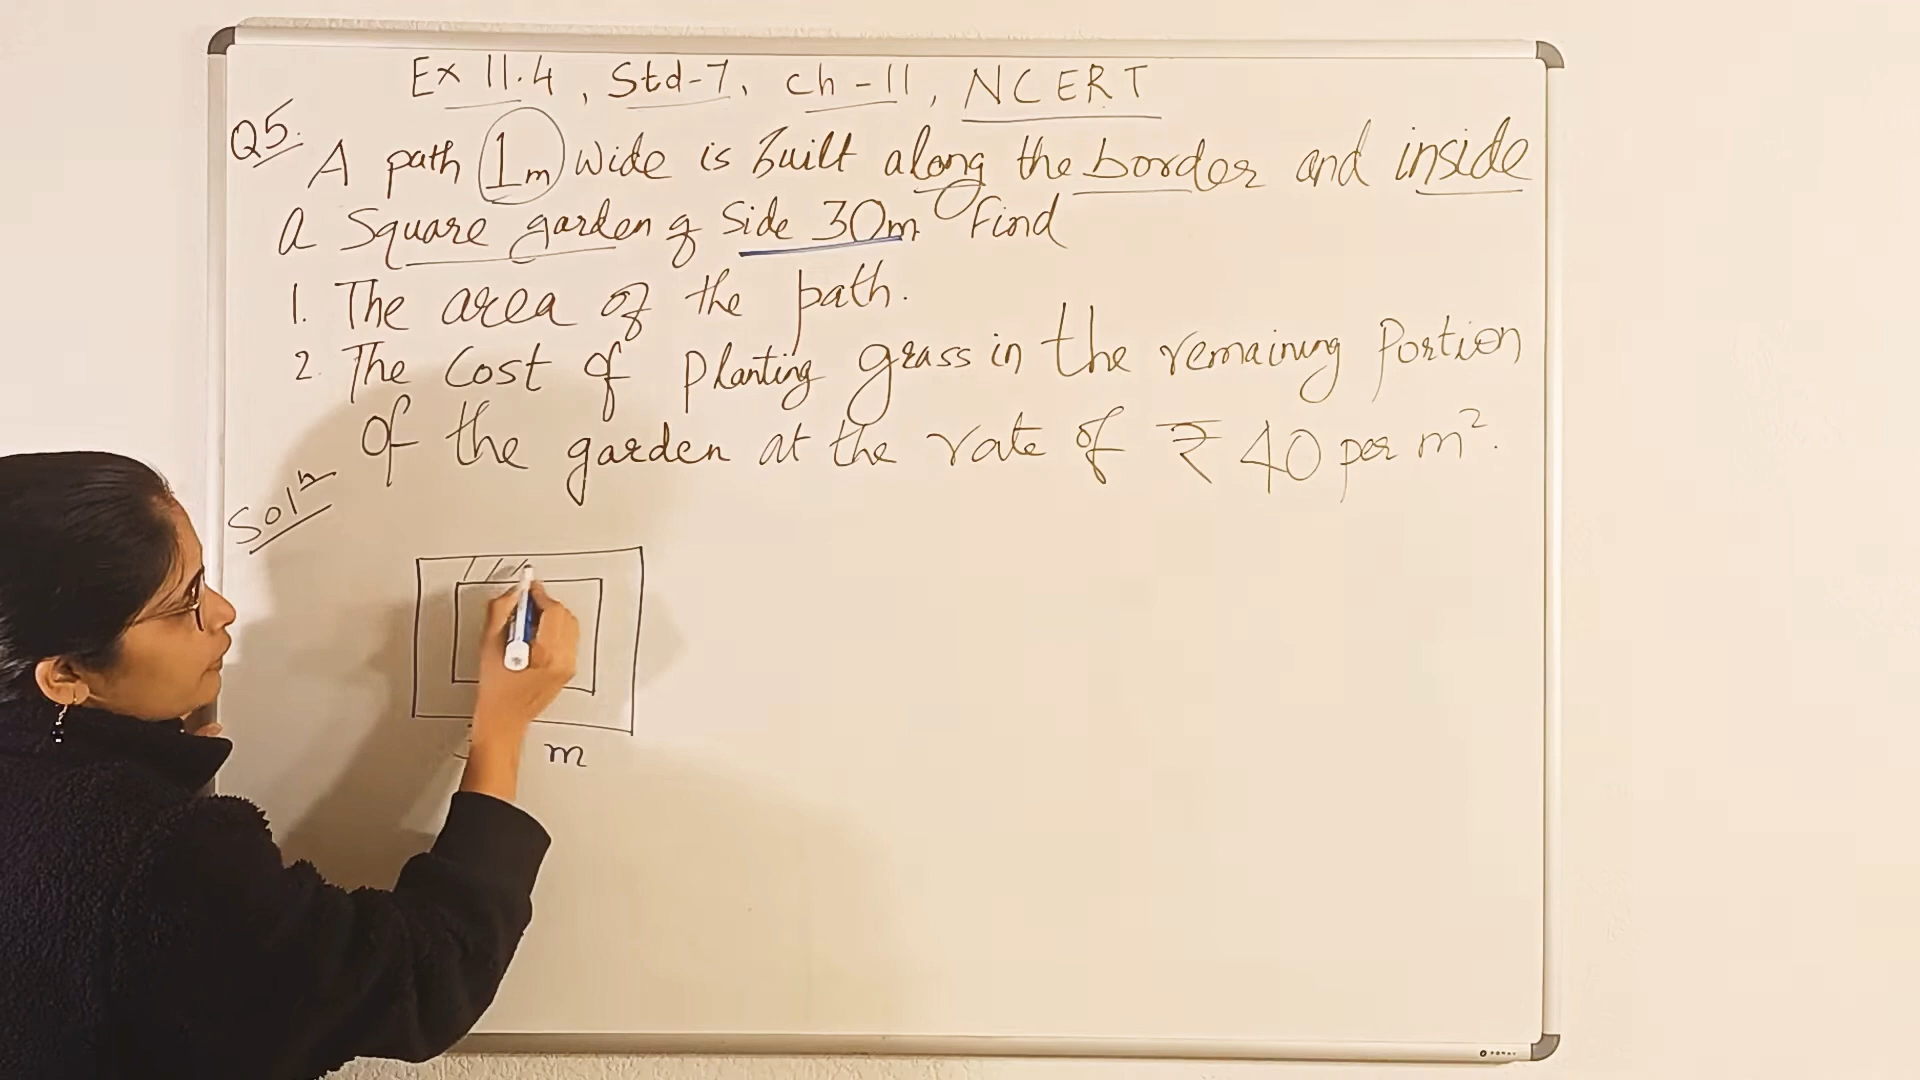 Ex 11.4, Std-7, Ch-11, NCERT
Q5. A path 1m wide is built along the border and inside
a Square garden of Side 30m Find
1. The area of the path.
2. The Cost of Planting grass in the remaining Portion
of the garden at the rate of ₹ 40 per m².
Solⁿ
m